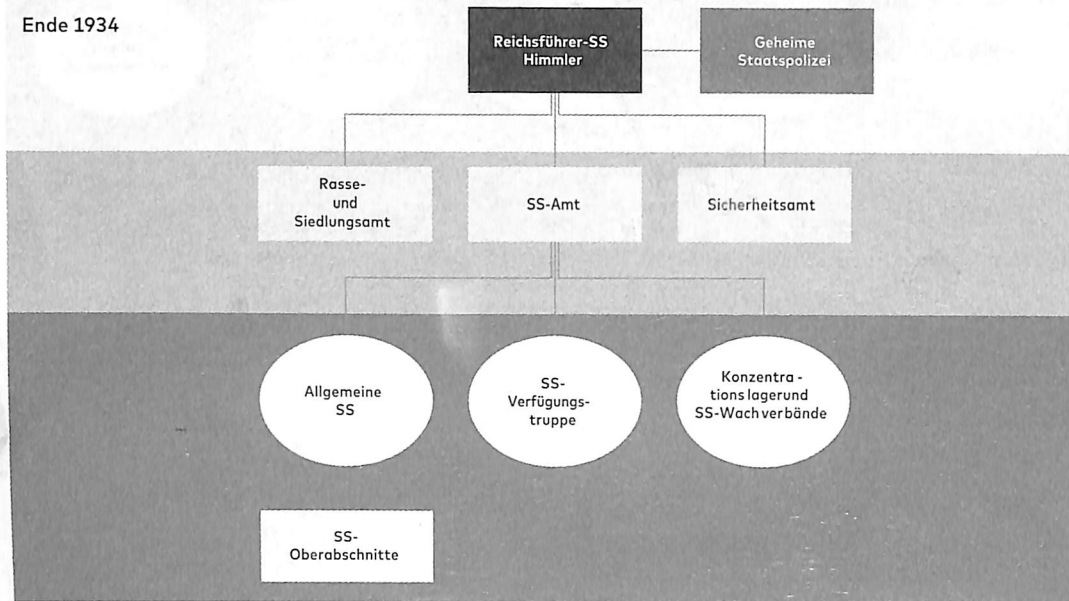 Ende 1934
Reichsführer-SS
Himmler
Geheime
Staatspolizei
Rasse-
und
Siedlungsamt
SS-Amt
Sicherheitsamt
Allgemeine
SS
SS-
Verfügungs-
truppe
Konzentra -
tions lagerund
SS-Wach verbände
SS-
Oberabschnitte